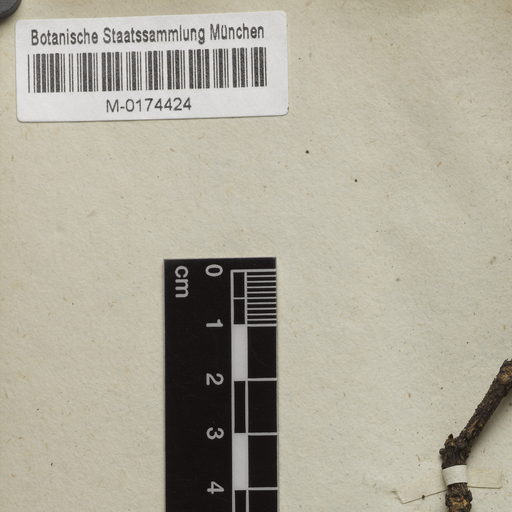 Botanische Staatssammlung München
M-0174424
cm
0
1
2
3
4